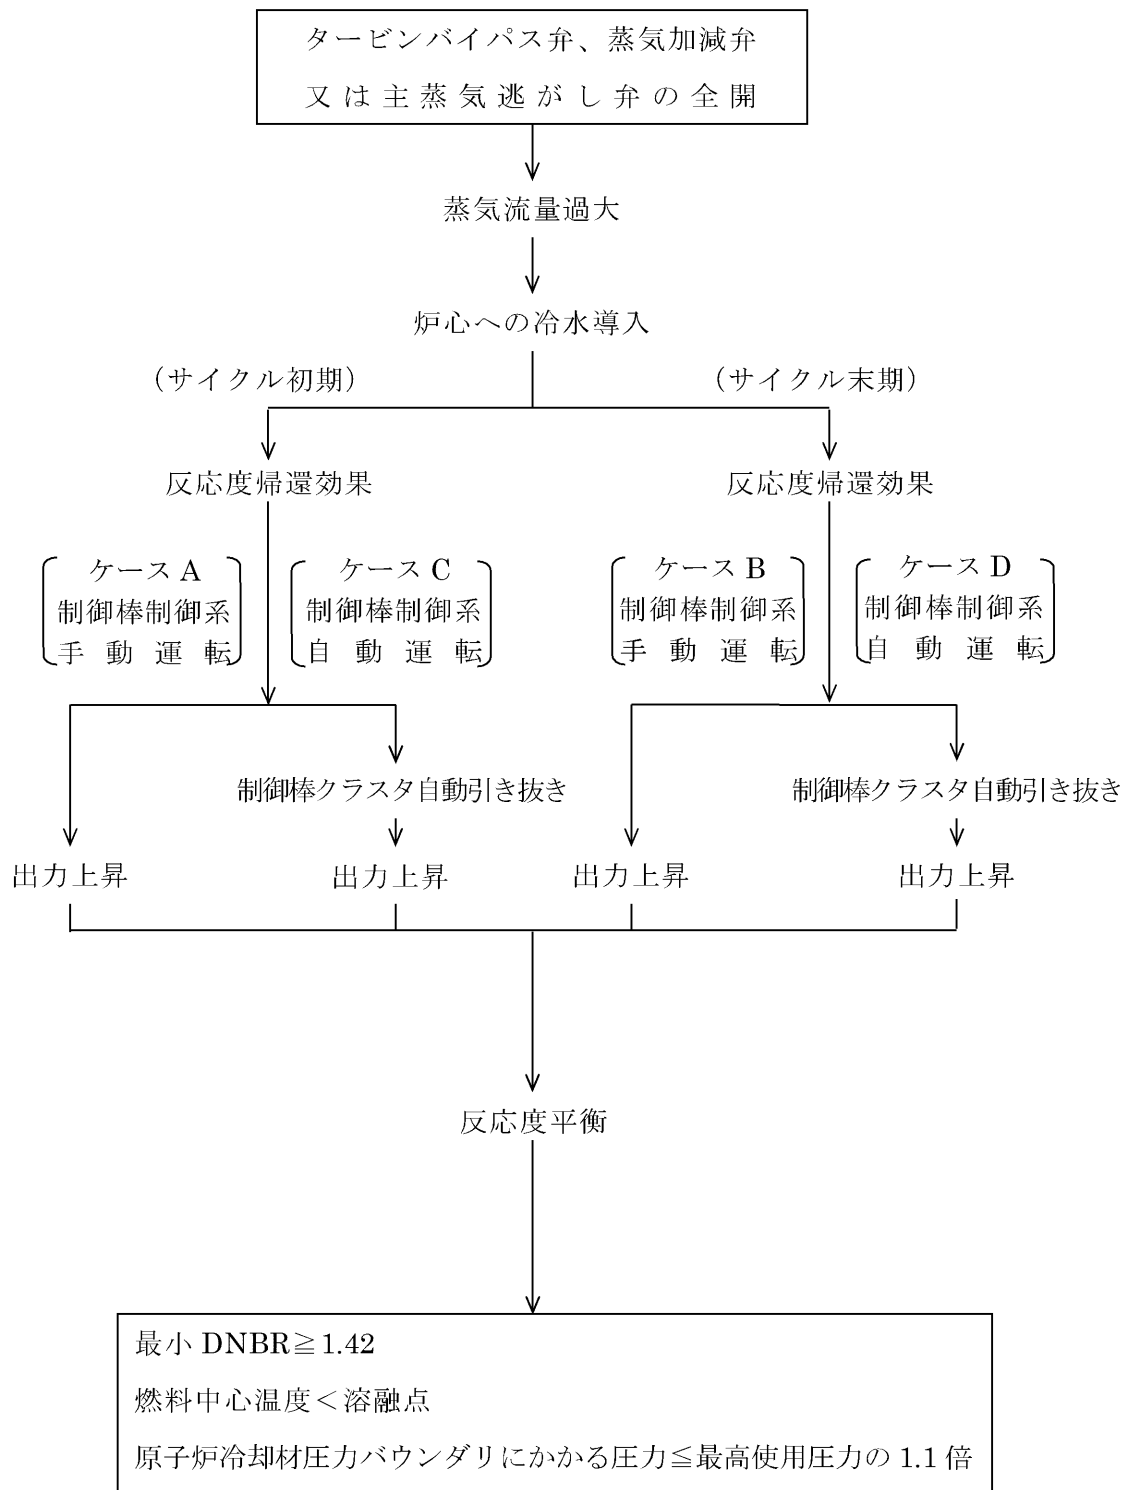 タービンバイパス弁、蒸気加減弁
又は主蒸気逃がし弁の全開
蒸気流量過大
炉心への冷水導入
（サイクル初期）
（サイクル末期）
反応度帰還効果
反応度帰還効果
ケース A
制御棒制御系
手動運転
ケース C
制御棒制御系
自動運転
ケース B
制御棒制御系
手動運転
ケース D
制御棒制御系
自動運転
制御棒クラスタ自動引き抜き
制御棒クラスタ自動引き抜き
出力上昇
出力上昇
出力上昇
出力上昇
反応度平衡
最小 DNBR≧1.42
燃料中心温度＜溶融点
原子炉冷却材圧力バウンダリにかかる圧力≦最高使用圧力の 1.1 倍